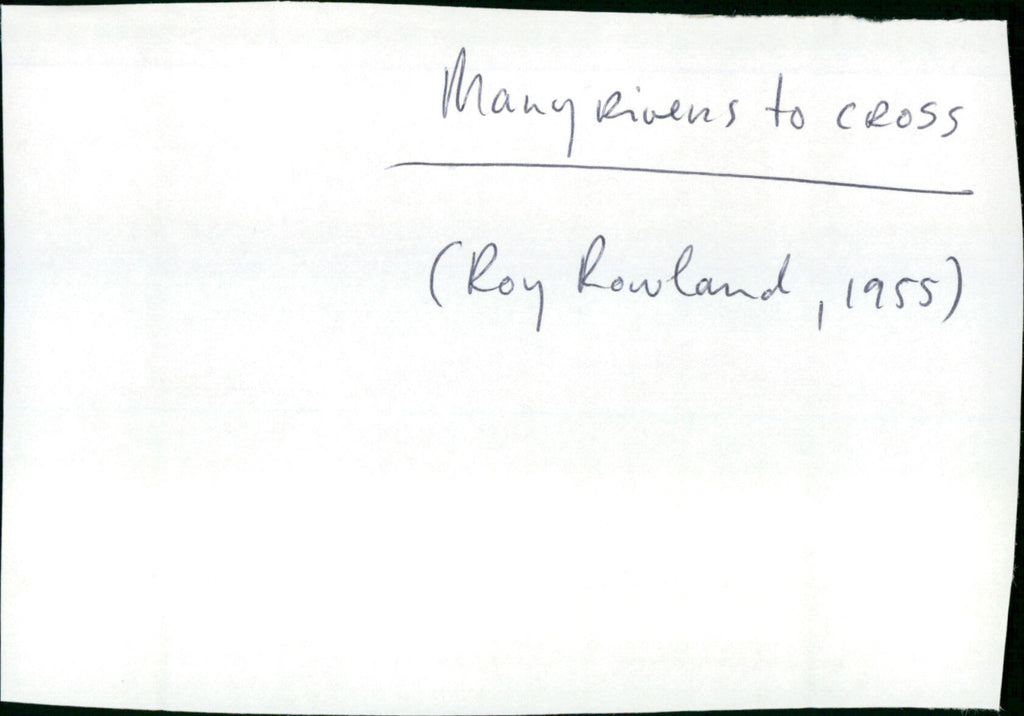 Many Rivers to CROSS
(Roy Rowland, 1955)